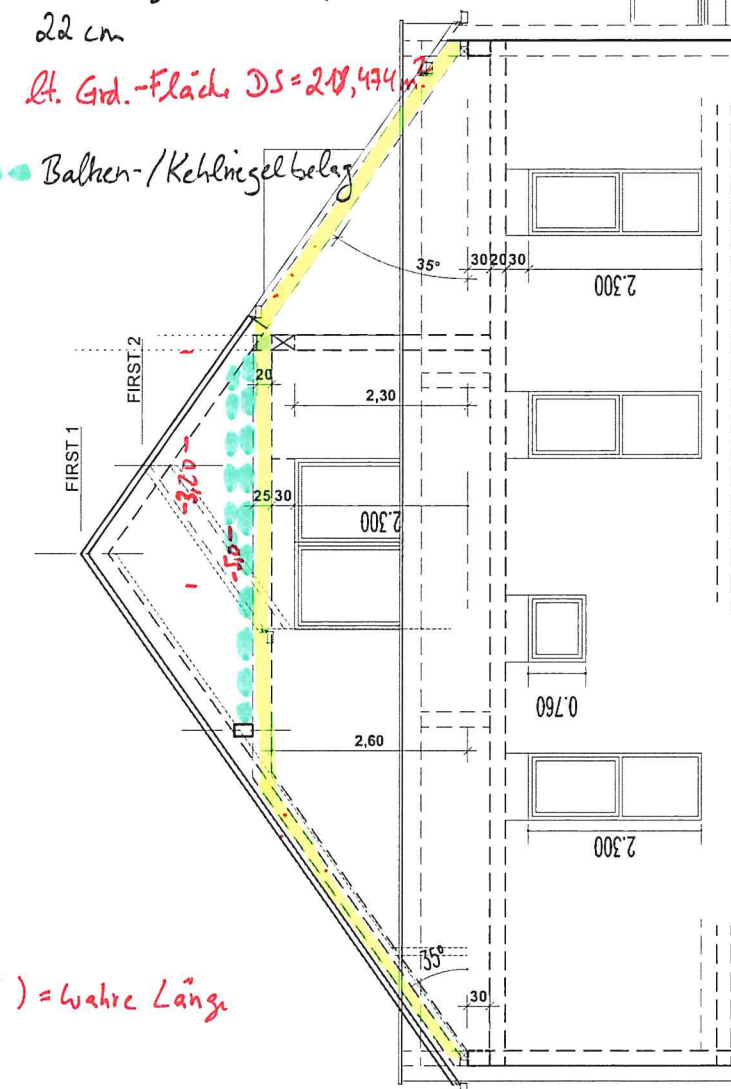 22 cm
lt. Grd.-Fläche DS = 218,474 m²
Balken-/Kehlriegelbelag
35°
30 20 30
2.300
FIRST 2
FIRST 1
20
2,30
-3,20-
25 30
2.300
-5,0-
0.760
2,60
2.300
35°
30
) = wahre Länge